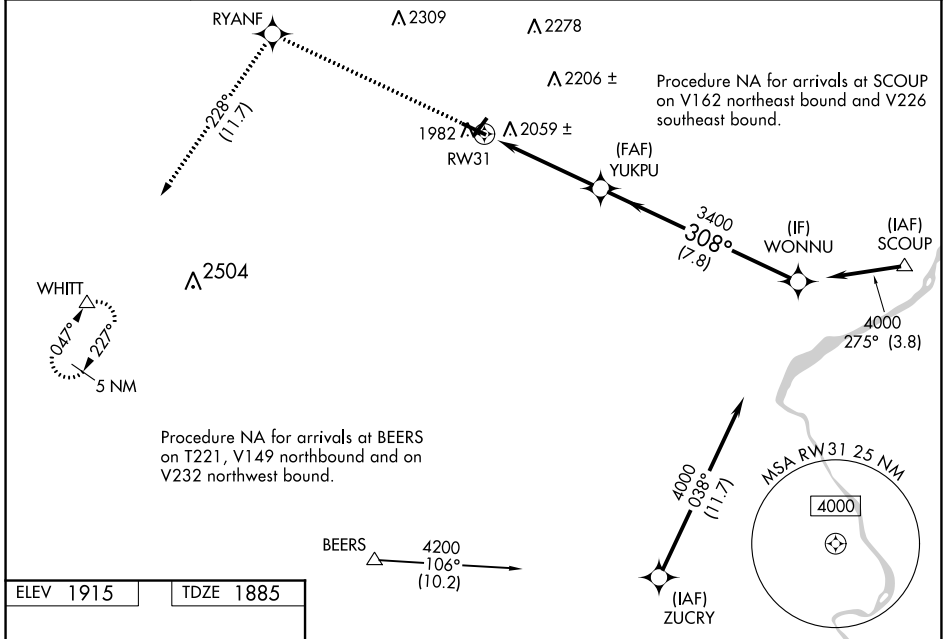 RYANF
2309
2278
2206 ±
Procedure NA for arrivals at SCOUP
on V162 northeast bound and V226
southeast bound.
228°
(11.7)
1982
2059 ±
RW31
(FAF)
YUKPU
3400
308°
(7.8)
(IF)
WONNU
(IAF)
SCOUP
2504
WHITT
047°
227°
5 NM
4000
275° (3.8)
Procedure NA for arrivals at BEERS
on T221, V149 northbound and on
V232 northwest bound.
4000
038°
(11.7)
MSA RW31 25 NM
4000
BEERS
4200
106°
(10.2)
(IAF)
ZUCRY
ELEV 1915
TDZE 1885